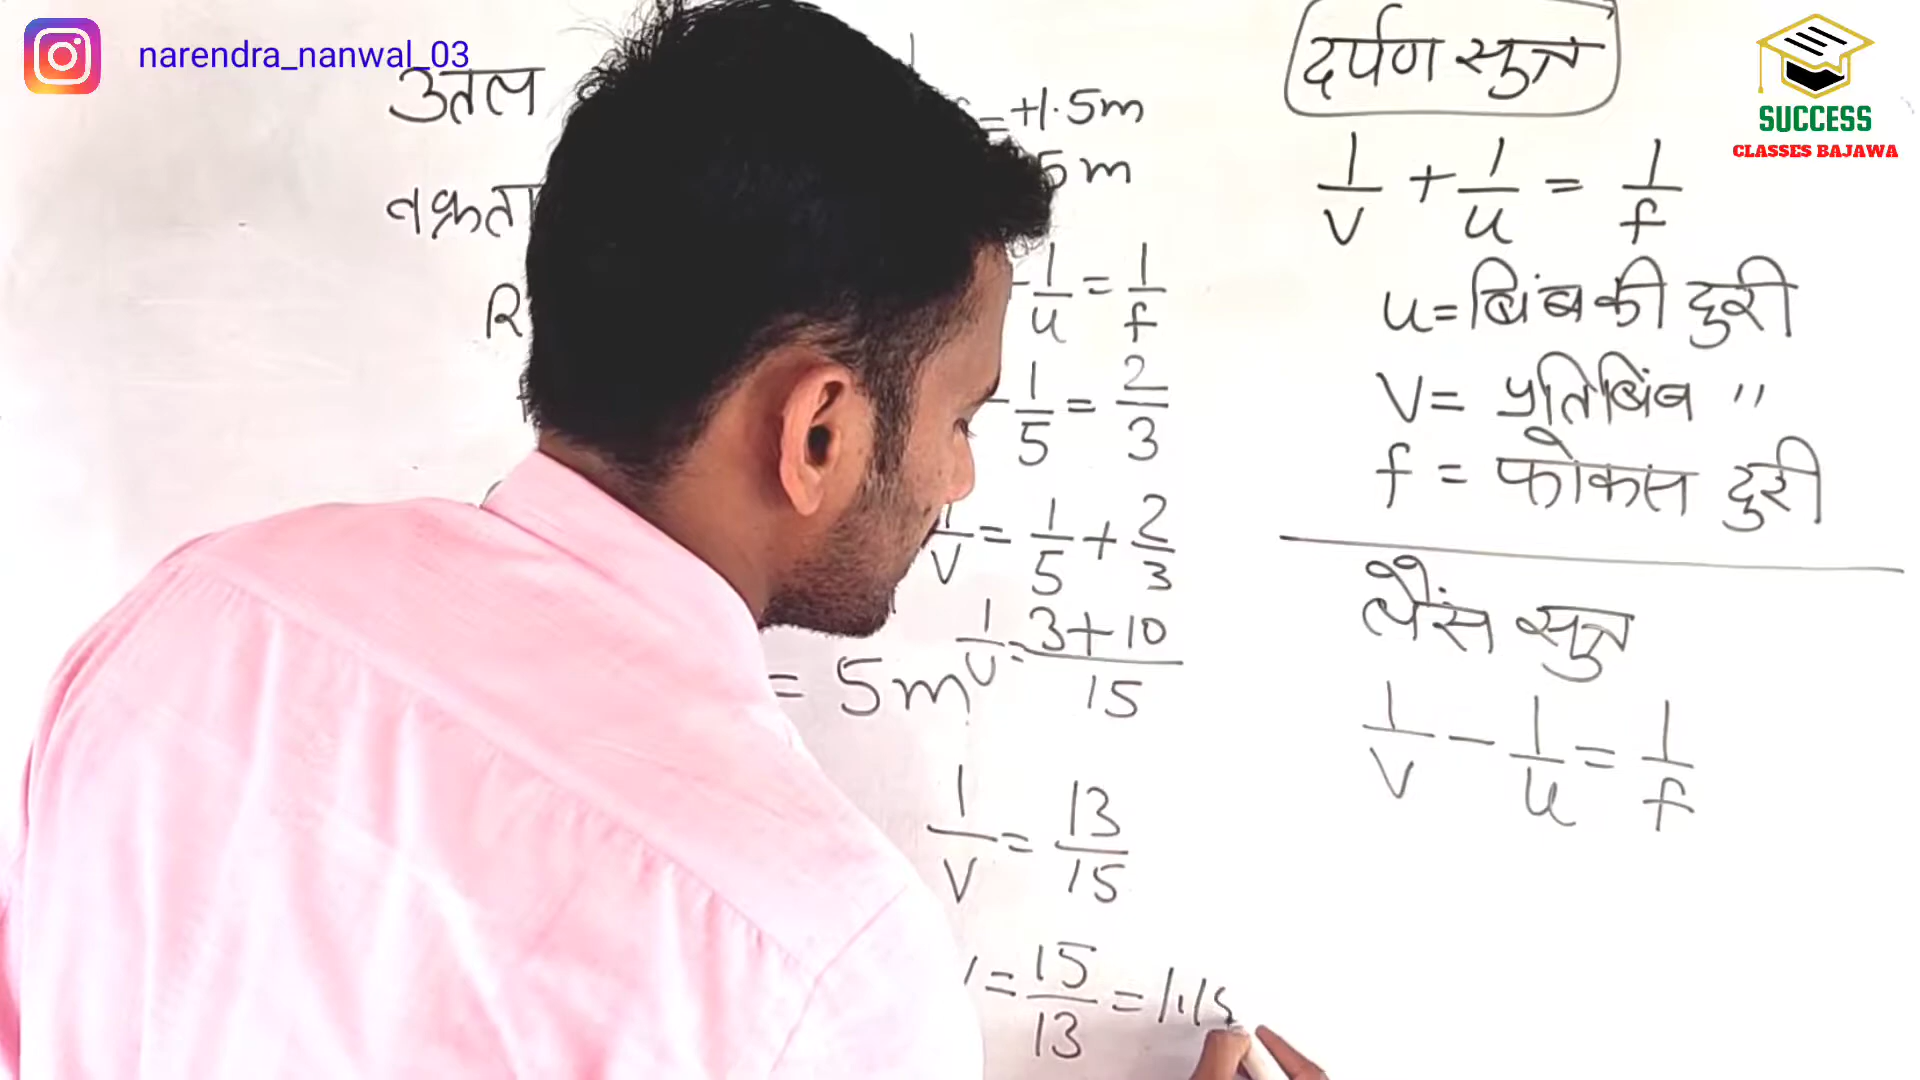 narendra_nanwal_03
उतल
वक्रता
R
= +1.5m
5m
1/u = 1/f
- 1/5 = 2/3
1/v = 1/5 + 2/3
1/v = (3+10)/15
= 5m
1/v = 13/15
= 15/13 = 1.15
दर्पण सुत्र
1/v + 1/u = 1/f
u = बिंब की दुरी
v = प्रतिबिंब "
f = फोकस दुरी
लैंस सुत्र
1/v - 1/u = 1/f
SUCCESS
CLASSES BAJAWA